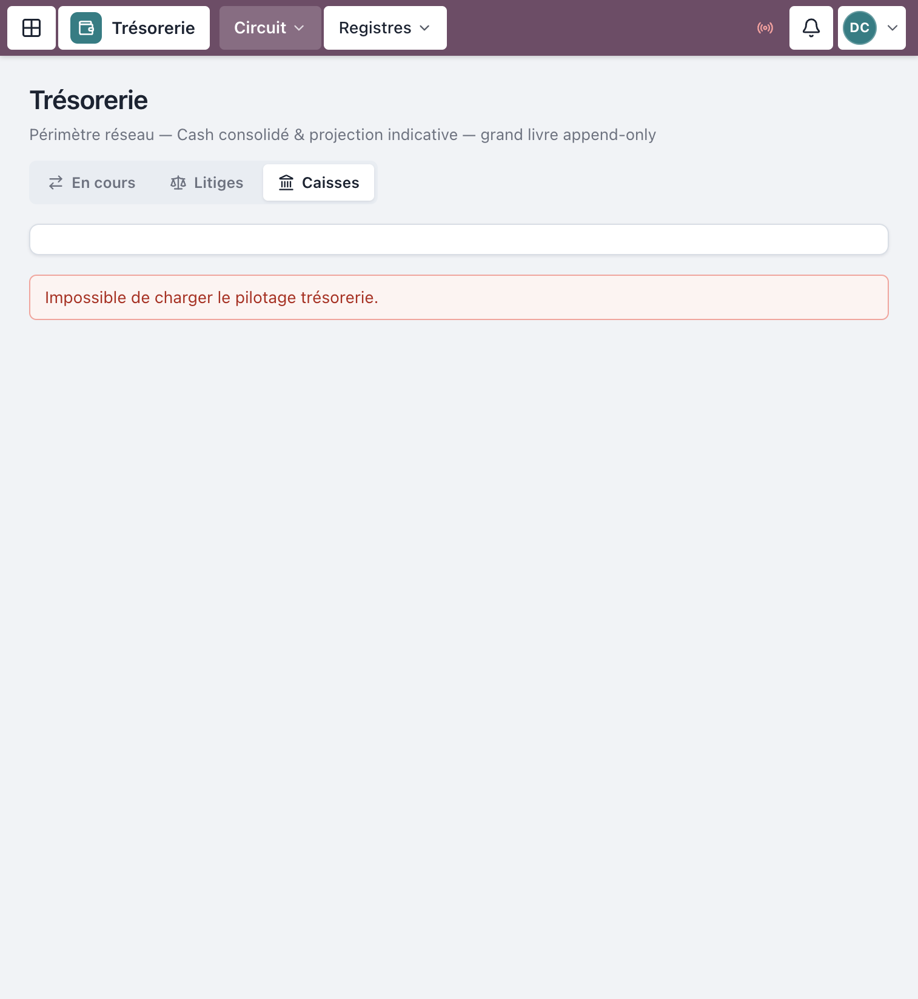 Trésorerie
Circuit
Registres
DC
Trésorerie
Périmètre réseau — Cash consolidé & projection indicative — grand livre append-only
En cours
Litiges
Caisses
Impossible de charger le pilotage trésorerie.